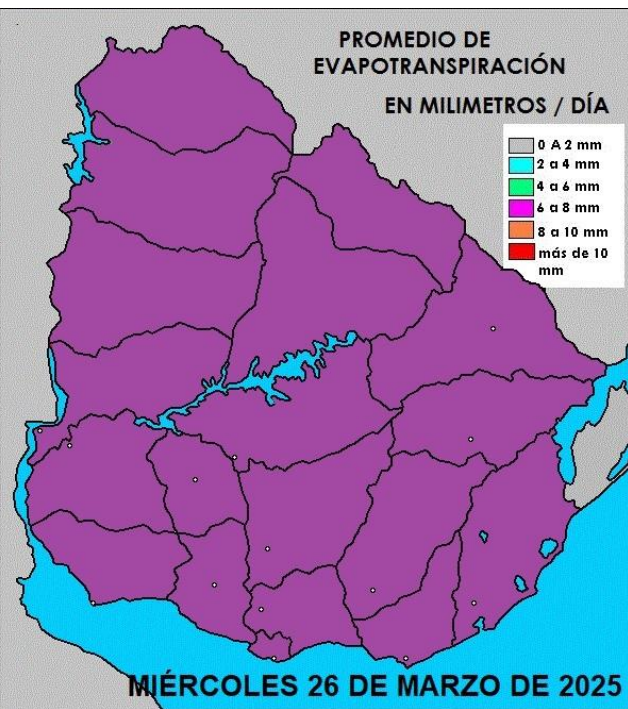 PROMEDIO DE
EVAPOTRANSPIRACIÓN
EN MILIMETROS / DÍA
0 A 2 mm
2 a 4 mm
4 a 6 mm
6 a 8 mm
8 a 10 mm
más de 10
mm
MIÉRCOLES 26 DE MARZO DE 2025